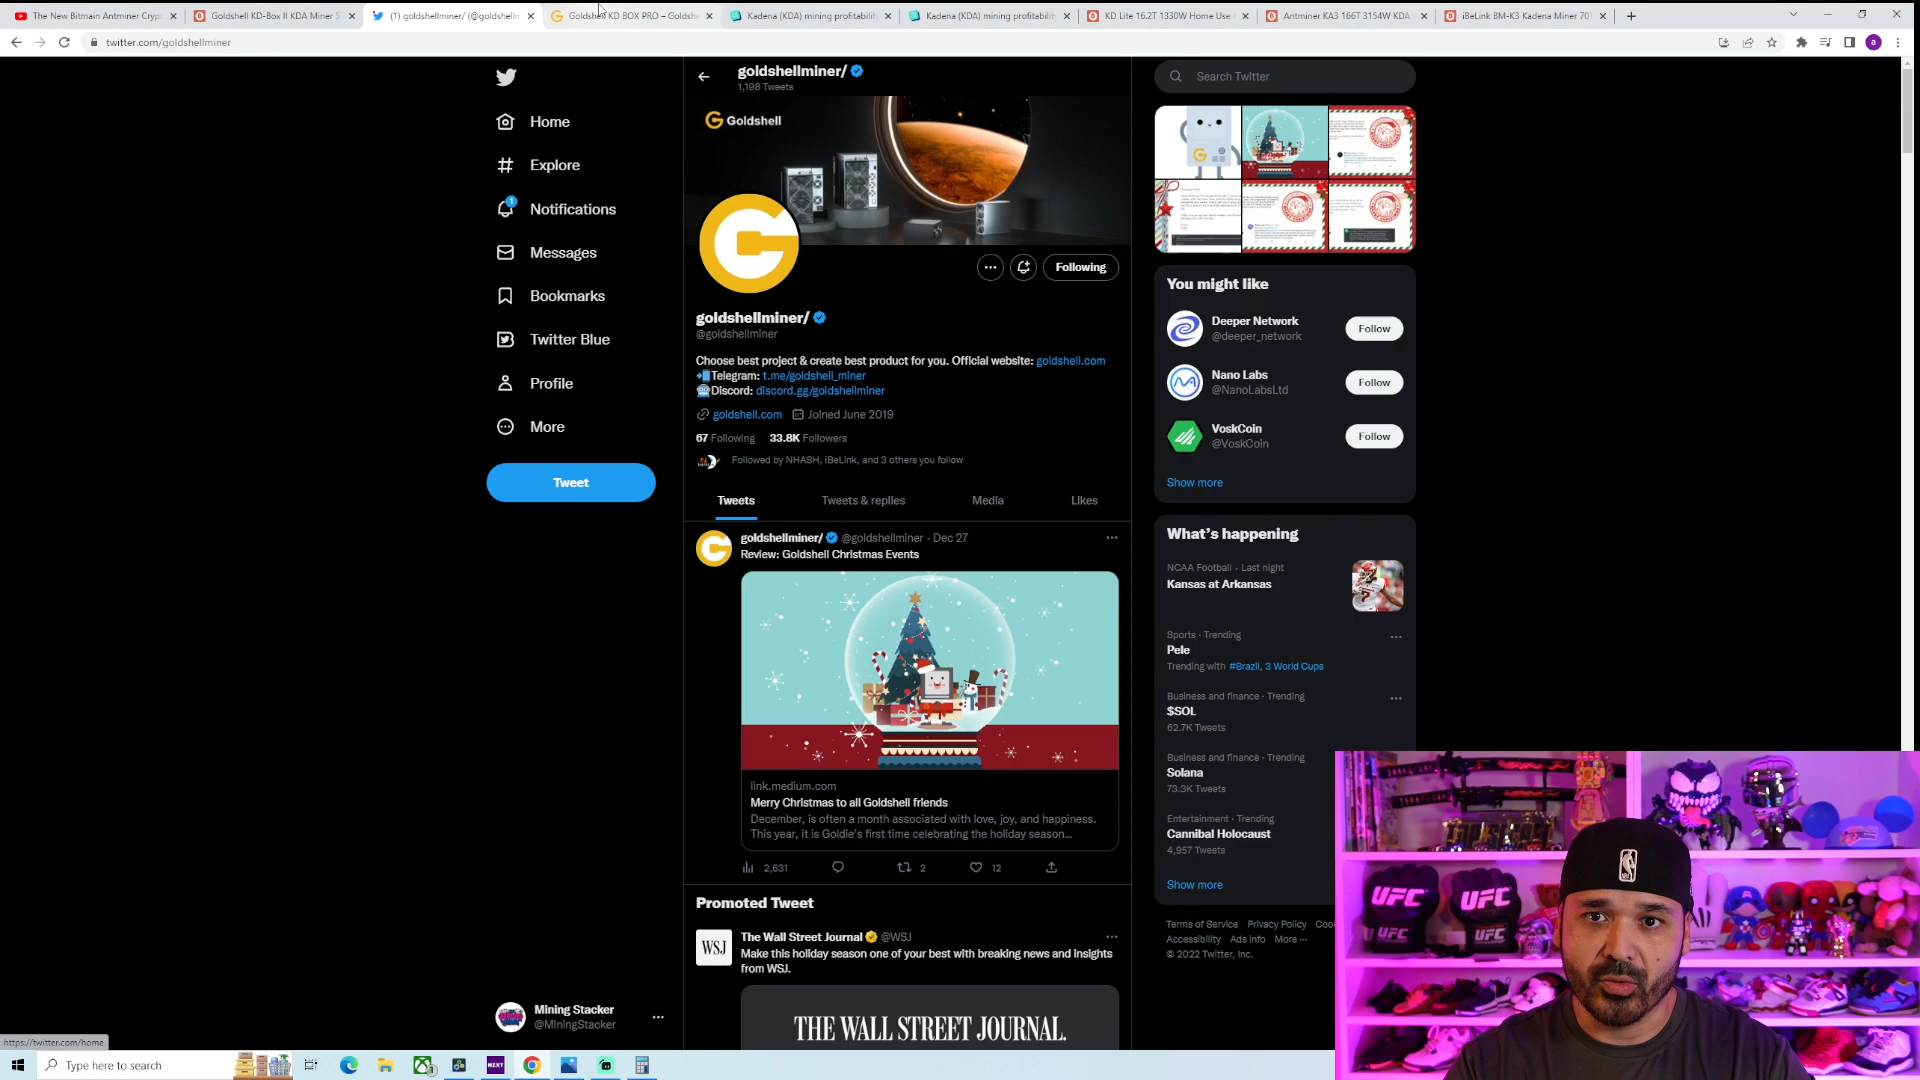 The New Bitmain Antminer Cryp
Goldshell KD-Box II KDA Miner 5
(1) goldshellminer/ (@goldshellm
Goldshell KD BOX PRO – Goldsh
Kadena (KDA) mining profitabilit
Kadena (KDA) mining profitabilit
KD Lite 16.2T 1330W Home Use
Antminer KA3 166T 3154W KDA
iBeLink BM-K3 Kadena Miner 70
twitter.com/goldshellminer
goldshellminer/
1,198 Tweets
Search Twitter
Goldshell
Home
Explore
1
Notifications
Messages
Bookmarks
Twitter Blue
Profile
More
Tweet
Following
goldshellminer/
@goldshellminer
Choose best project & create best product for you. Official website: goldshell.com
Telegram: t.me/goldshell_miner
Discord: discord.gg/goldshellminer
goldshell.com Joined June 2019
67 Following 33.8K Followers
Followed by NHASH, iBeLink, and 3 others you follow
Tweets
Tweets & replies
Media
Likes
goldshellminer/ @goldshellminer · Dec 27
Review: Goldshell Christmas Events
link.medium.com
Merry Christmas to all Goldshell friends
December, is often a month associated with love, joy, and happiness.
This year, it is Goldie's first time celebrating the holiday season...
2,631
2
12
Promoted Tweet
WSJ
The Wall Street Journal @WSJ
Make this holiday season one of your best with breaking news and insights
from WSJ.
THE WALL STREET JOURNAL.
You might like
Deeper Network
@deeper_network
Follow
Nano Labs
@NanoLabsLtd
Follow
VoskCoin
@VoskCoin
Follow
Show more
What's happening
NCAA Football · Last night
Kansas at Arkansas
Sports · Trending
Pele
Trending with #Brazil, 3 World Cups
Business and finance · Trending
$SOL
62.7K Tweets
Business and finance · Trending
Solana
73.3K Tweets
Entertainment · Trending
Cannibal Holocaust
4,957 Tweets
Show more
Terms of Service Privacy Policy Coo
Accessibility Ads info More ···
© 2022 Twitter, Inc.
UFC
UFC
Mining Stacker
@MiningStacker
https://twitter.com/home
Type here to search
NEXT